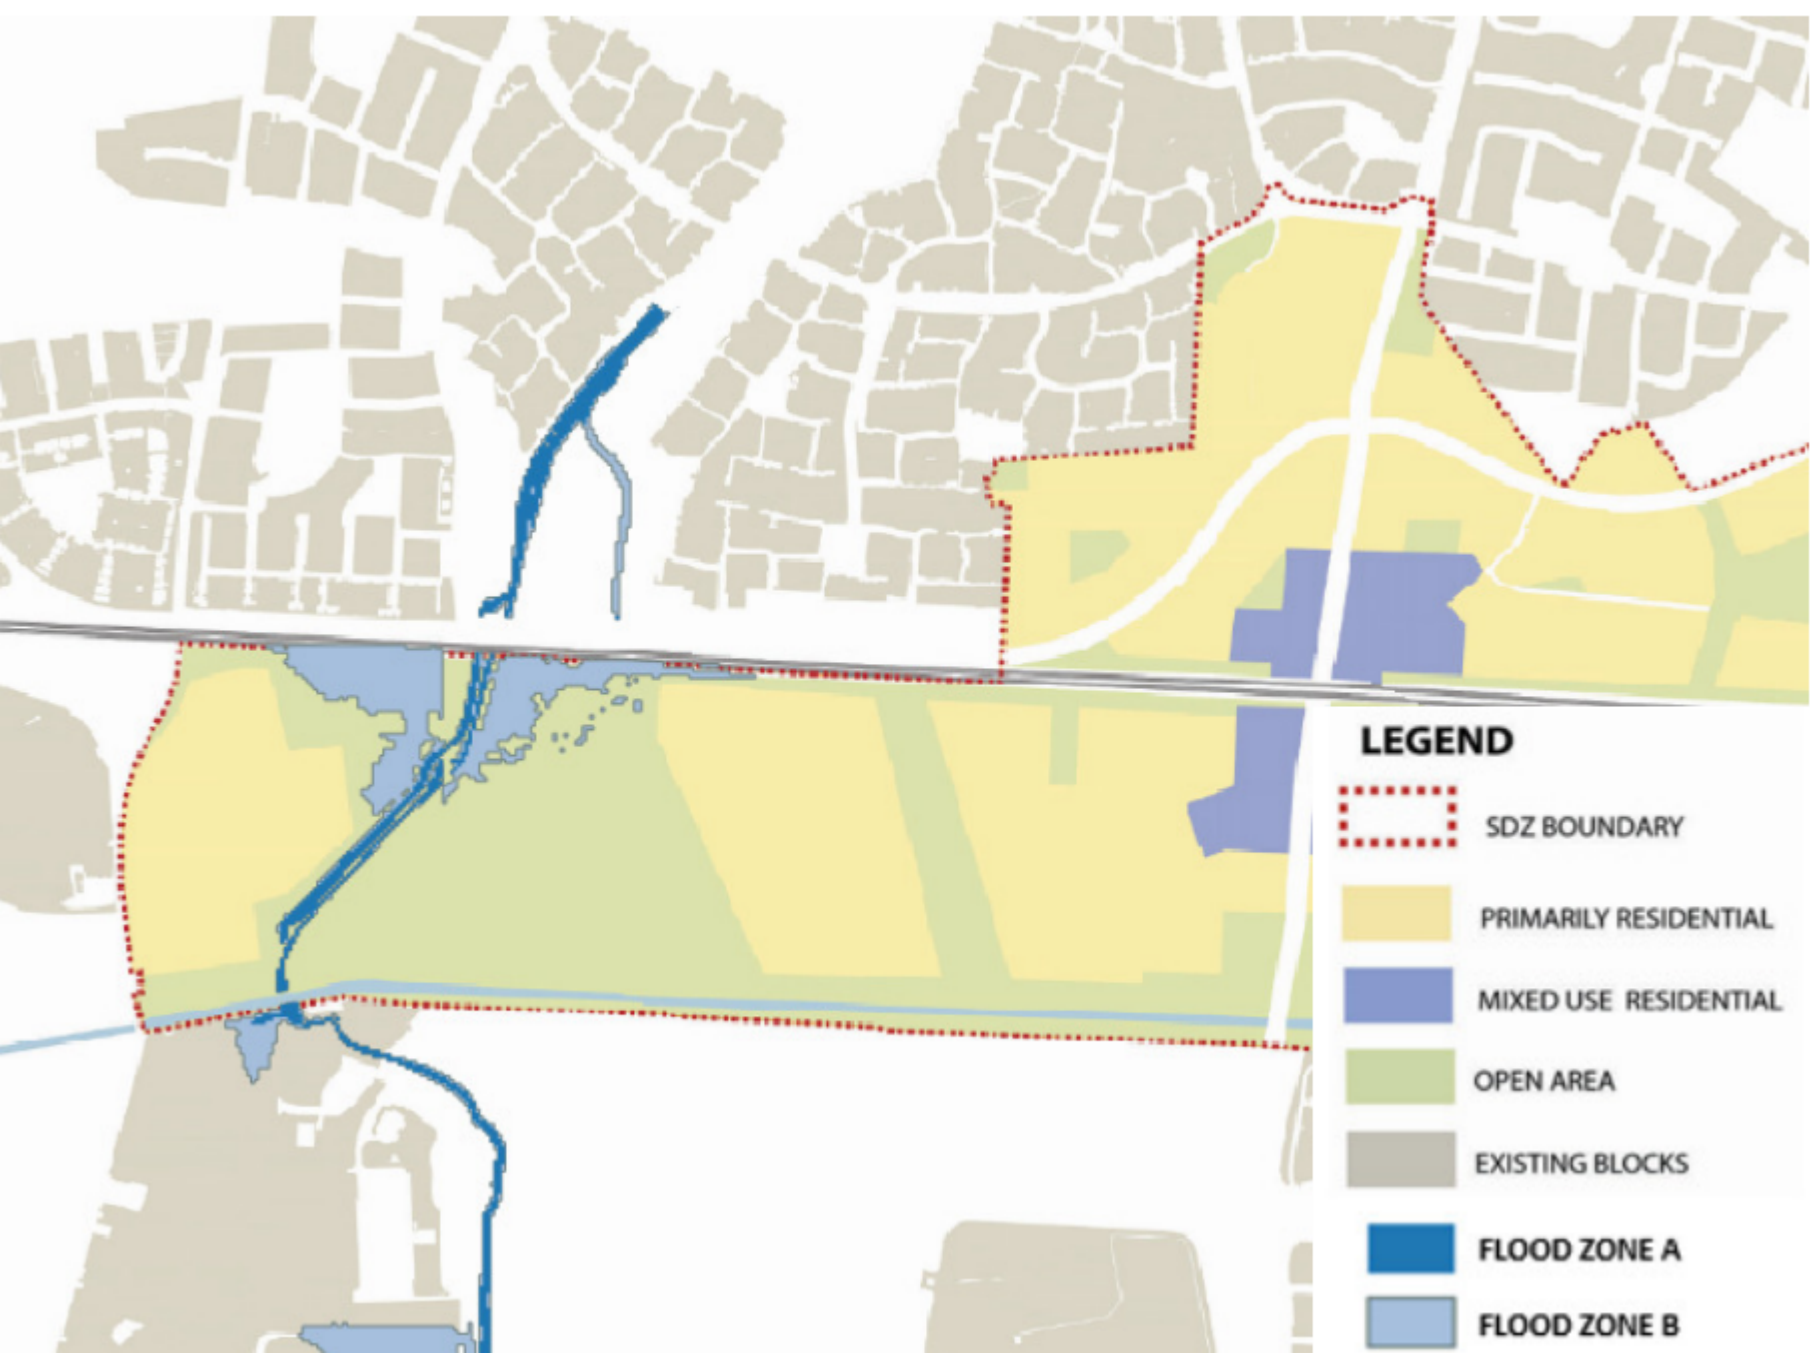 LEGEND
SDZ BOUNDARY
PRIMARILY RESIDENTIAL
MIXED USE RESIDENTIAL
OPEN AREA
EXISTING BLOCKS
FLOOD ZONE A
FLOOD ZONE B